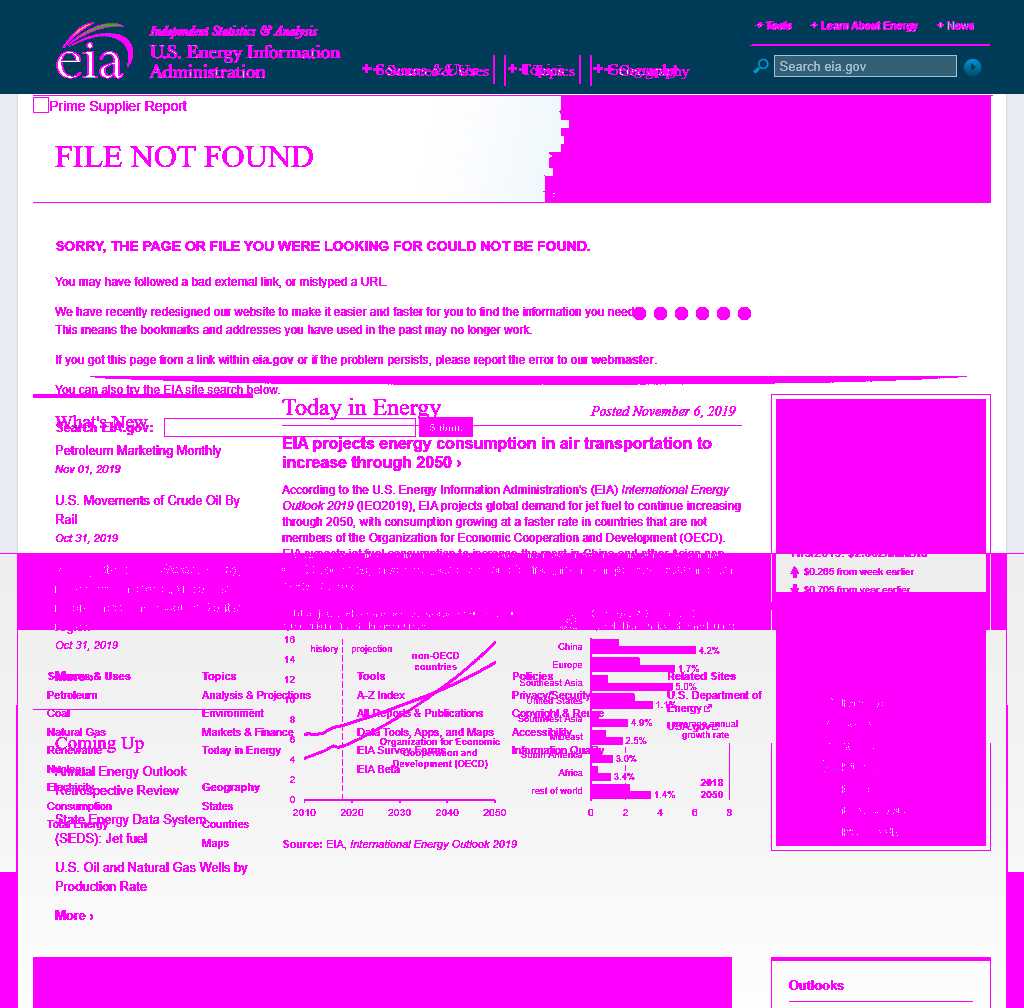 Independent Statistics & Analysis
U.S. Energy Information
Administration
+ Tools + Learn About Energy + News
Search eia.gov
eia
Prime Supplier Report
FILE NOT FOUND
SORRY, THE PAGE OR FILE YOU WERE LOOKING FOR COULD NOT BE FOUND.
You may have followed a bad external link, or mistyped a URL.
We have recently redesigned our website to make it easier and faster for you to find the information you need
This means the bookmarks and addresses you have used in the past may no longer work.
If you got this page from a link within eia.gov or if the problem persists, please report the error to our webmaster.
You can also try the EIA site search below.
What's New
Search EIA.gov:
Submit
Petroleum Marketing Monthly
Nov 01, 2019
U.S. Movements of Crude Oil By
Rail
Oct 31, 2019
Oct 31, 2019
Today in Energy
Posted November 6, 2019
EIA projects energy consumption in air transportation to
increase through 2050 ›
According to the U.S. Energy Information Administration's (EIA) International Energy
Outlook 2019 (IEO2019), EIA projects global demand for jet fuel to continue increasing
through 2050, with consumption growing at a faster rate in countries that are not
members of the Organization for Economic Cooperation and Development (OECD).
EIA expects jet fuel consumption to increase the most in China and other Asian non-
$0.265 from week earlier
$0.705 from year earlier
16
14
12
10
8
6
4
2
0
2010 2020 2030 2040 2050
history projection
non-OECD
countries
Organization for Economic
Cooperation and
Development (OECD)
China 4.2%
Europe 1.7%
Southeast Asia 5.0%
United States 1.1%
Southwest Asia 4.9%
Mideast 2.5%
South America 3.0%
Africa 3.4%
rest of world 1.4%
average annual
growth rate
2018
2050
0 2 4 6 8
Source: EIA, International Energy Outlook 2019
Sources & Uses
Petroleum
Coal
Natural Gas
Renewable
Nuclear
Electricity
Consumption
Total Energy
Topics
Analysis & Projections
Environment
Markets & Finance
Today in Energy
Geography
States
Countries
Maps
Tools
A-Z Index
All Reports & Publications
Data Tools, Apps, and Maps
EIA Survey Forms
EIA Beta
Policies
Privacy/Security
Copyright & Reuse
Accessibility
Information Quality
Related Sites
U.S. Department of
Energy
USA.gov
Coming Up
Annual Energy Outlook
Retrospective Review
State Energy Data System
(SEDS): Jet fuel
U.S. Oil and Natural Gas Wells by
Production Rate
More ›
Outlooks